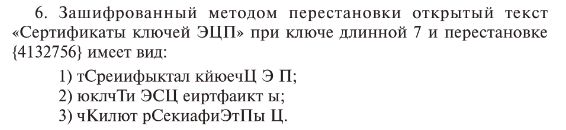 6. Зашифрованный методом перестановки открытый текст
«Сертификаты ключей ЭЦП» при ключе длинной 7 и перестановке
{4132756} имеет вид:
1) тСреиифыктал кйюечЦ Э П;
2) юклчТи ЭСЦ еиртфаикт ы;
3) чКилют рСекиафиЭтПы Ц.